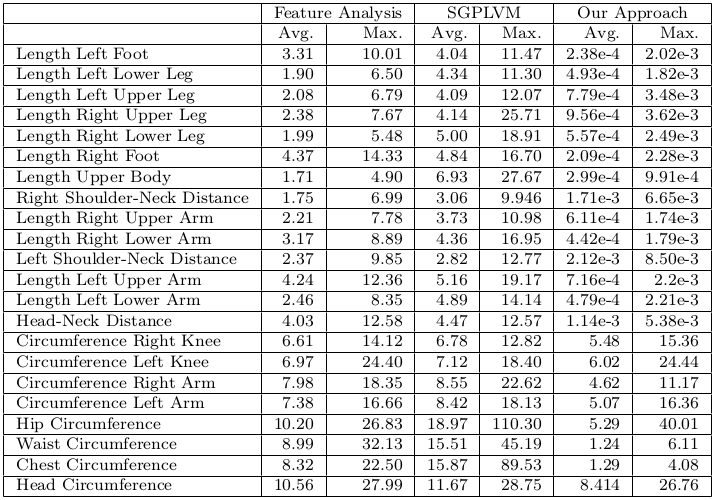 Feature Analysis SGPLVM Our Approach
Avg. Max. Avg. Max. Avg. Max.
Length Left Foot 3.31 10.01 4.04 11.47 2.38e-4 2.02e-3
Length Left Lower Leg 1.90 6.50 4.34 11.30 4.93e-4 1.82e-3
Length Left Upper Leg 2.08 6.79 4.09 12.07 7.79e-4 3.48e-3
Length Right Upper Leg 2.38 7.67 4.14 25.71 9.56e-4 3.62e-3
Length Right Lower Leg 1.99 5.48 5.00 18.91 5.57e-4 2.49e-3
Length Right Foot 4.37 14.33 4.84 16.70 2.09e-4 2.28e-3
Length Upper Body 1.71 4.90 6.93 27.67 2.99e-4 9.91e-4
Right Shoulder-Neck Distance 1.75 6.99 3.06 9.946 1.71e-3 6.65e-3
Length Right Upper Arm 2.21 7.78 3.73 10.98 6.11e-4 1.74e-3
Length Right Lower Arm 3.17 8.89 4.36 16.95 4.42e-4 1.79e-3
Left Shoulder-Neck Distance 2.37 9.85 2.82 12.77 2.12e-3 8.50e-3
Length Left Upper Arm 4.24 12.36 5.16 19.17 7.16e-4 2.2e-3
Length Left Lower Arm 2.46 8.35 4.89 14.14 4.79e-4 2.21e-3
Head-Neck Distance 4.03 12.58 4.47 12.57 1.14e-3 5.38e-3
Circumference Right Knee 6.61 14.12 6.78 12.82 5.48 15.36
Circumference Left Knee 6.97 24.40 7.12 18.40 6.02 24.44
Circumference Right Arm 7.98 18.35 8.55 22.62 4.62 11.17
Circumference Left Arm 7.38 16.66 8.42 18.13 5.07 16.36
Hip Circumference 10.20 26.83 18.97 110.30 5.29 40.01
Waist Circumference 8.99 32.13 15.51 45.19 1.24 6.11
Chest Circumference 8.32 22.50 15.87 89.53 1.29 4.08
Head Circumference 10.56 27.99 11.67 28.75 8.414 26.76